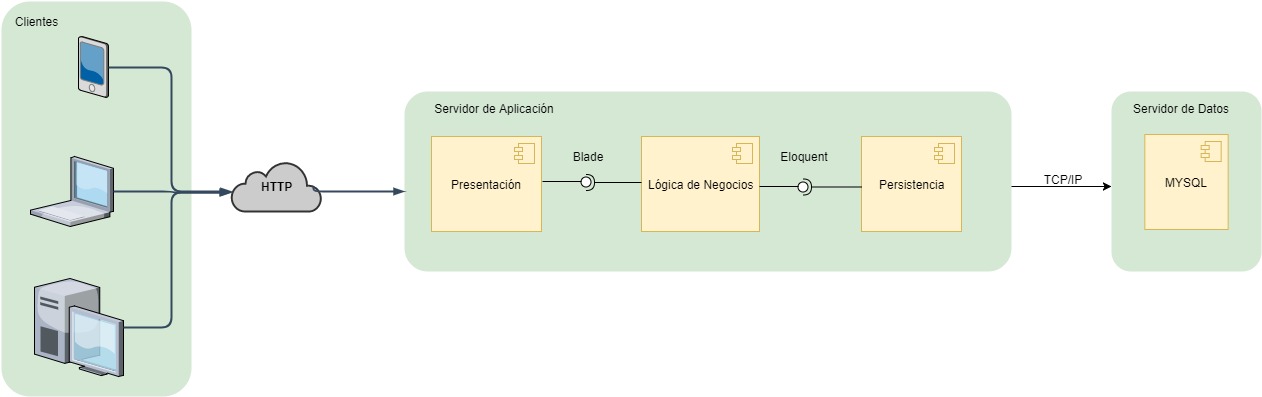 Clientes
HTTP
Servidor de Aplicación
Presentación
Blade
Lógica de Negocios
Eloquent
Persistencia
TCP/IP
Servidor de Datos
MYSQL